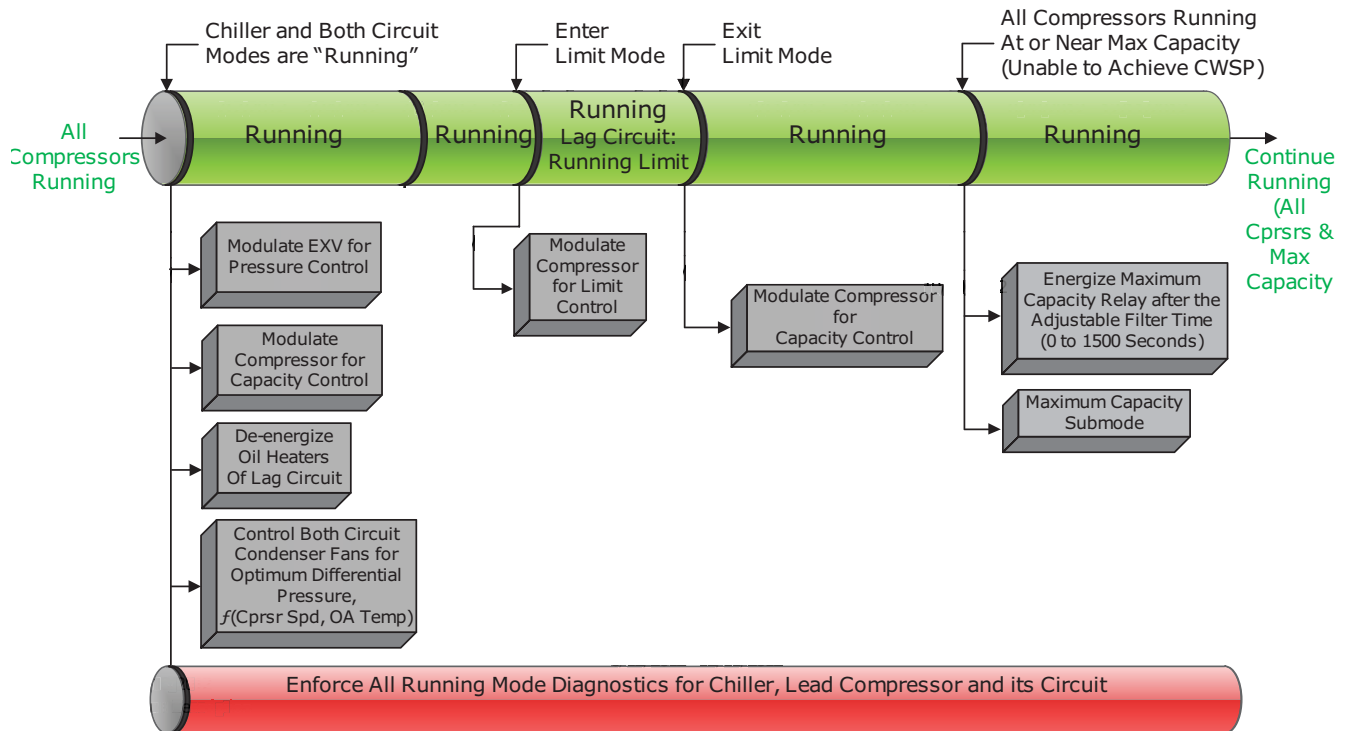 Chiller and Both Circuit
Modes are “Running”
Enter
Limit Mode
Exit
Limit Mode
All Compressors Running
At or Near Max Capacity
(Unable to Achieve CWSP)
All
Compressors
Running
Running
Running
Running
Lag Circuit:
Running Limit
Running
Running
Continue
Running
(All
Cprsrs &
Max
Capacity
Modulate EXV for
Pressure Control
Modulate
Compressor for
Capacity Control
De-energize
Oil Heaters
Of Lag Circuit
Control Both Circuit
Condenser Fans for
Optimum Differential
Pressure,
ƒ(Cprsr Spd, OA Temp)
Modulate
Compressor
for Limit
Control
Modulate Compressor
for
Capacity Control
Energize Maximum
Capacity Relay after the
Adjustable Filter Time
(0 to 1500 Seconds)
Maximum Capacity
Submode
Enforce All Running Mode Diagnostics for Chiller, Lead Compressor and its Circuit